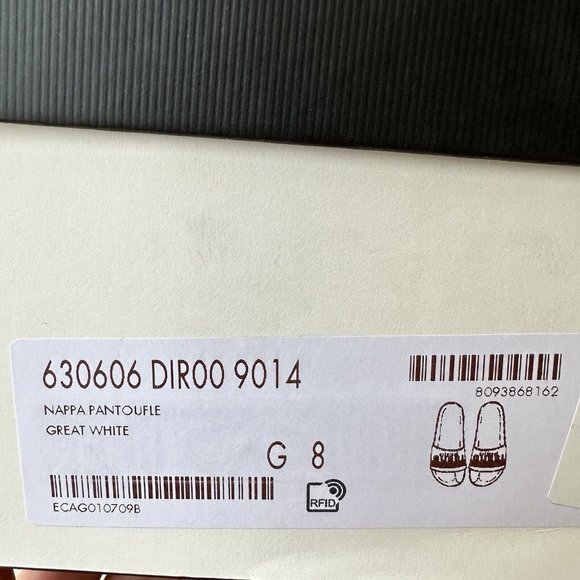 630606 DIR00 9014
8093868162
NAPPA PANTOUFLE
GREAT WHITE
G 8
ECAG010709B
RFID